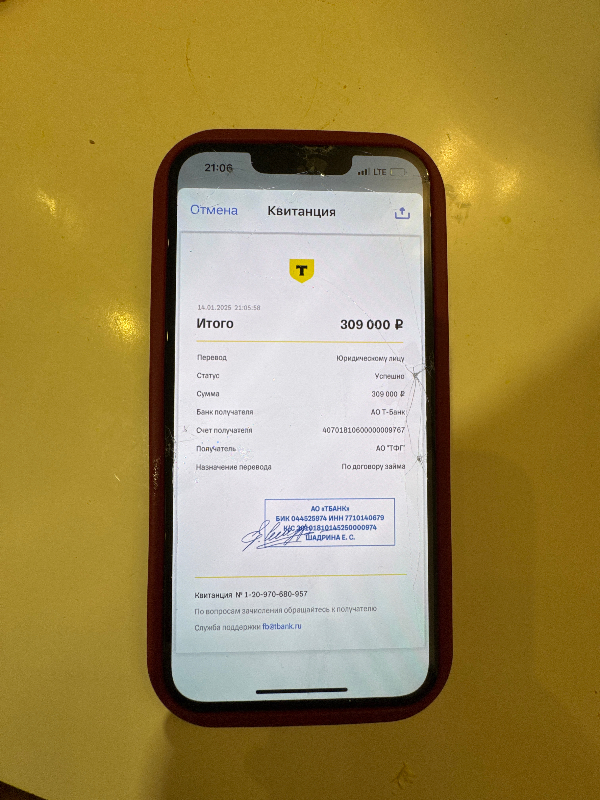 21:06
LTE
Отмена Квитанция
Т
14.01.2025 21:05:58
Итого 309 000 ₽
Перевод Юридическому лицу
Статус Успешно
Сумма 309 000 ₽
Банк получателя АО Т-Банк
Счет получателя 40701810600000009767
Получатель АО "ТФГ"
Назначение перевода По договору займа
АО «ТБАНК»
БИК 044525974 ИНН 7710140679
К/С 30101810145250000974
ШАДРИНА Е. С.
Квитанция № 1-20-970-680-957
По вопросам зачисления обращайтесь к получателю
Служба поддержки fb@tbank.ru